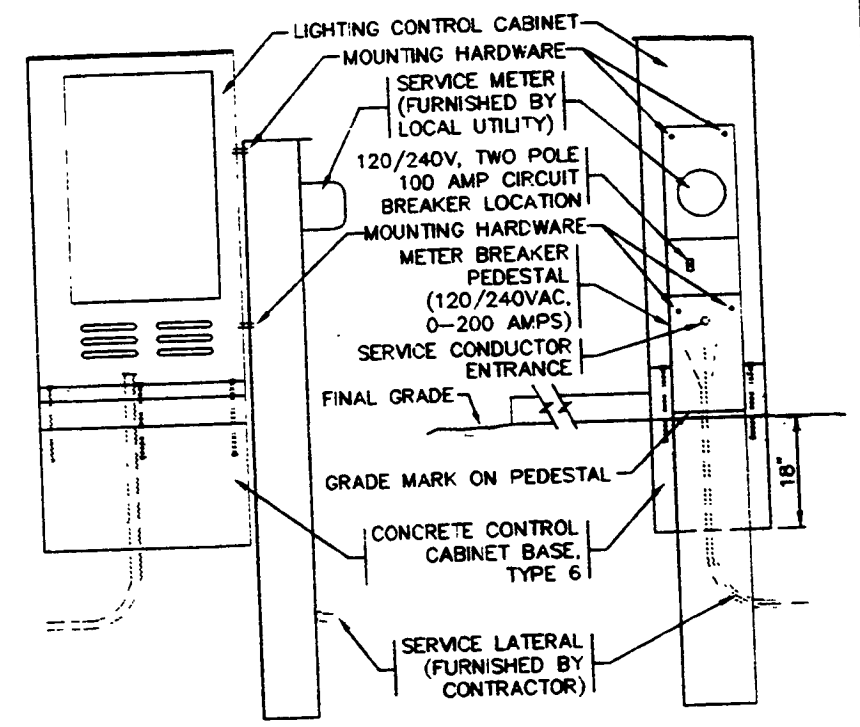 LIGHTING CONTROL CABINET
MOUNTING HARDWARE
SERVICE METER
(FURNISHED BY
LOCAL UTILITY)
120/240V, TWO POLE
100 AMP CIRCUIT
BREAKER LOCATION
MOUNTING HARDWARE
METER BREAKER
PEDESTAL
(120/240VAC,
0-200 AMPS)
SERVICE CONDUCTOR
ENTRANCE
FINAL GRADE
GRADE MARK ON PEDESTAL
18"
CONCRETE CONTROL
CABINET BASE,
TYPE 6
SERVICE LATERAL
(FURNISHED BY
CONTRACTOR)